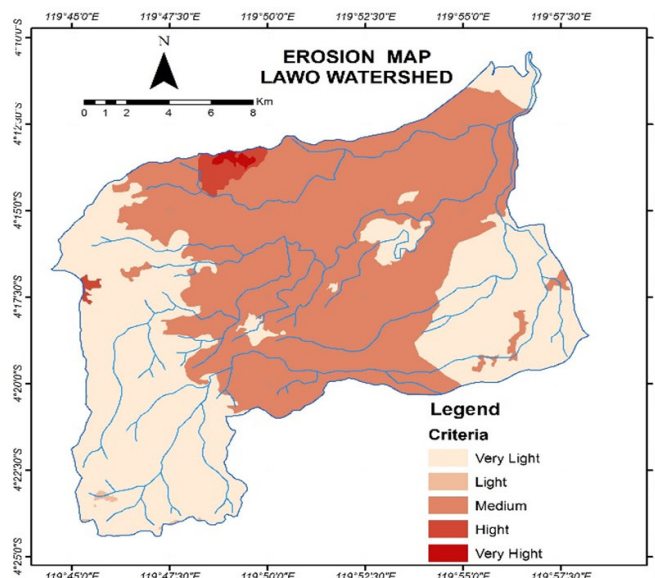 119°45'0"E 119°47'30"E 119°50'0"E 119°52'30"E 119°55'0"E 119°57'30"E
4°10'0"S
4°12'30"S
4°15'0"S
4°17'30"S
4°20'0"S
4°22'30"S
4°25'0"S
N
EROSION MAP
LAWO WATERSHED
0 1 2 4 6 8
Km
Legend
Criteria
Very Light
Light
Medium
Hight
Very Hight
119°45'0"E 119°47'30"E 119°50'0"E 119°52'30"E 119°55'0"E 119°57'30"E